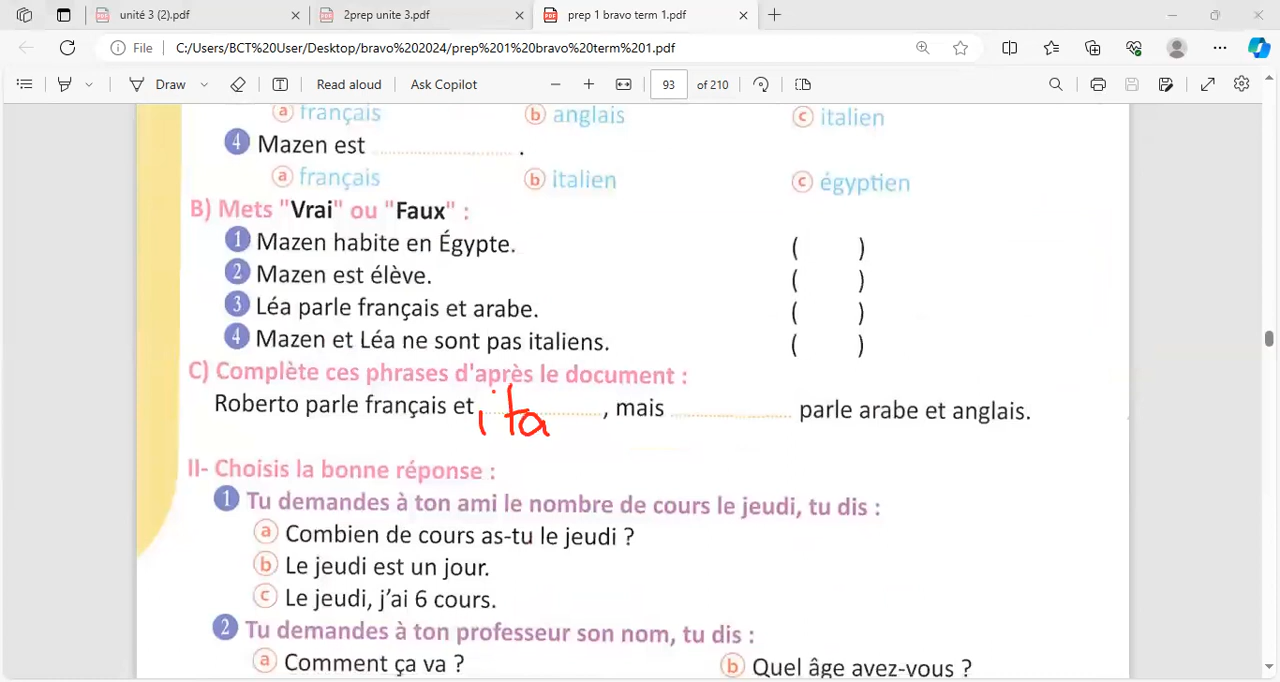 unité 3 (2).pdf
2prep unite 3.pdf
prep 1 bravo term 1.pdf
File
C:/Users/BCT%20User/Desktop/bravo%202024/prep%201%20bravo%20term%201.pdf
Draw
Read aloud
Ask Copilot
93 of 210
a français b anglais c italien
4 Mazen est .................... .
a français b italien c égyptien
B) Mets "Vrai" ou "Faux" :
1 Mazen habite en Égypte. ( )
2 Mazen est élève. ( )
3 Léa parle français et arabe. ( )
4 Mazen et Léa ne sont pas italiens. ( )
C) Complète ces phrases d'après le document :
Roberto parle français et ita.........., mais .................... parle arabe et anglais.
II- Choisis la bonne réponse :
1 Tu demandes à ton ami le nombre de cours le jeudi, tu dis :
a Combien de cours as-tu le jeudi ?
b Le jeudi est un jour.
c Le jeudi, j'ai 6 cours.
2 Tu demandes à ton professeur son nom, tu dis :
a Comment ça va ? b Quel âge avez-vous ?